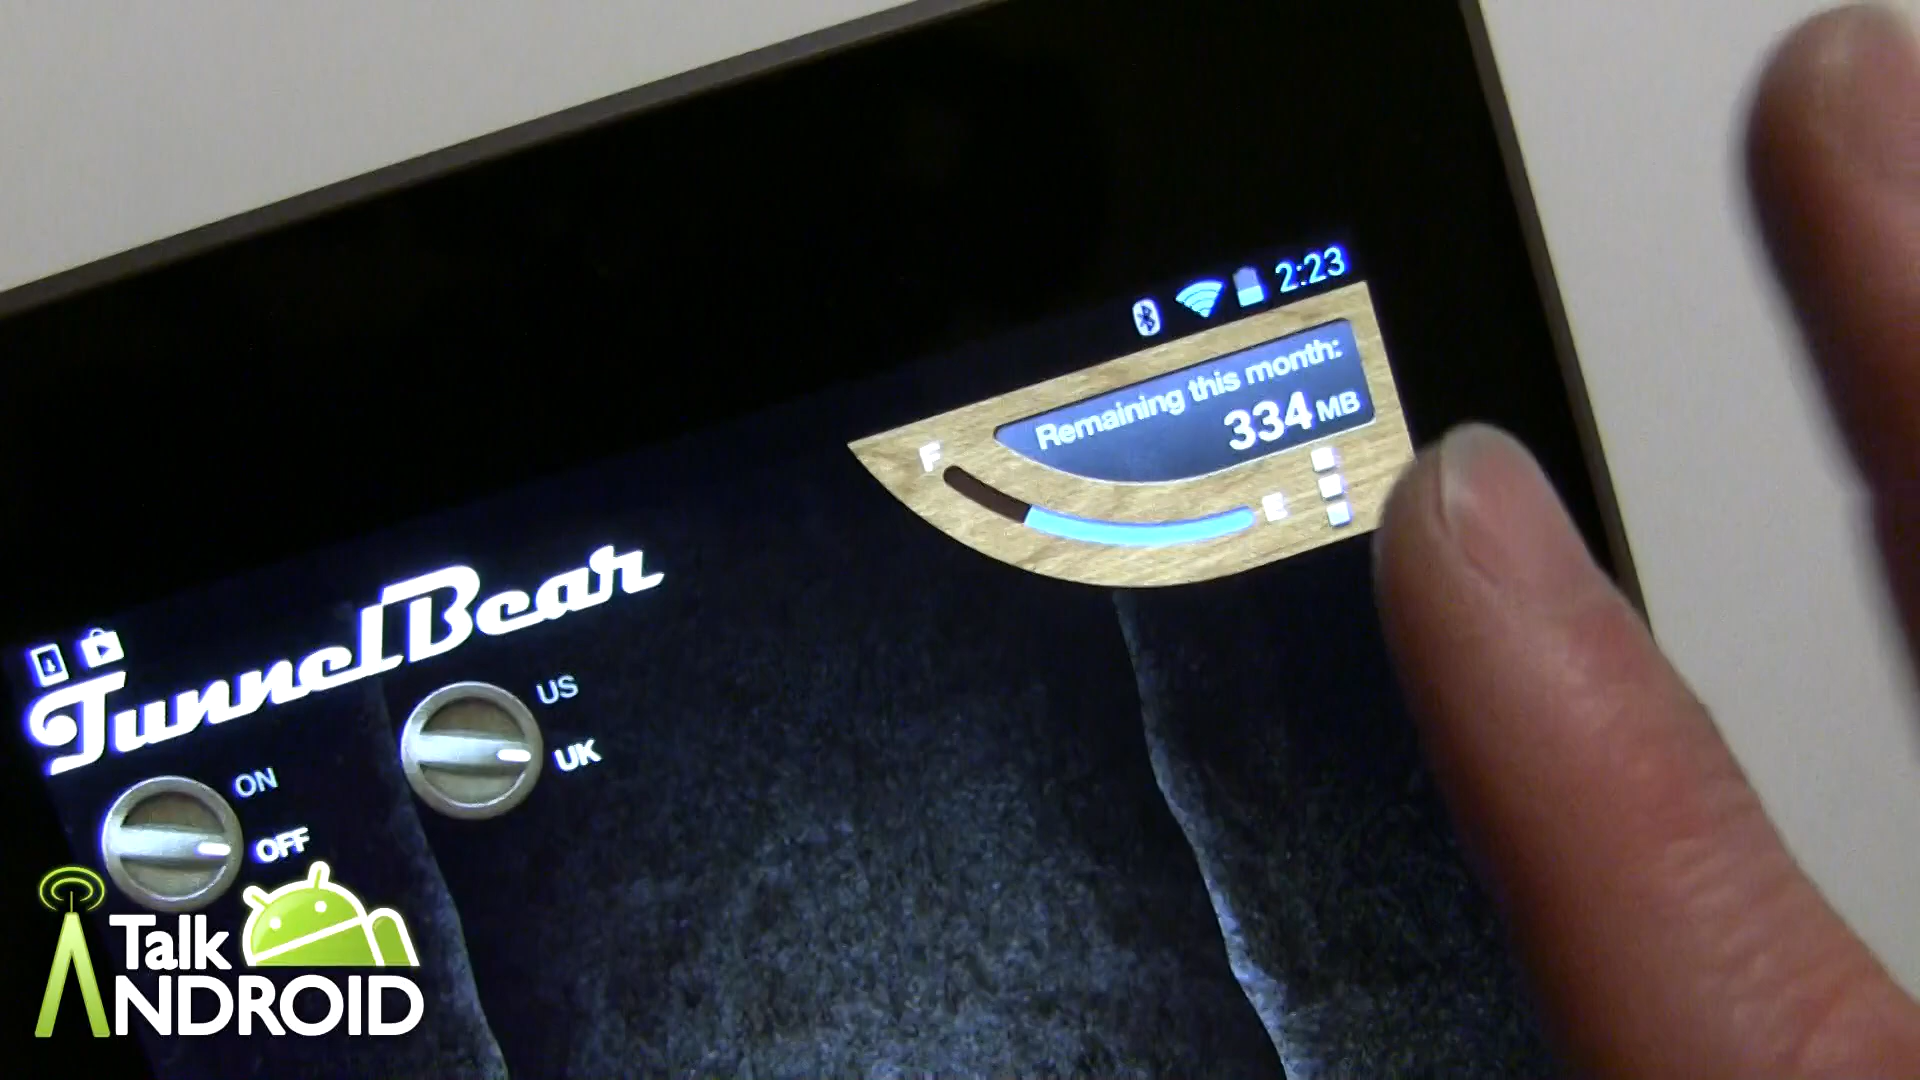 2:23
Remaining this month:
334 MB
F
E
TunnelBear
US
UK
ON
OFF
Talk
ANDROID